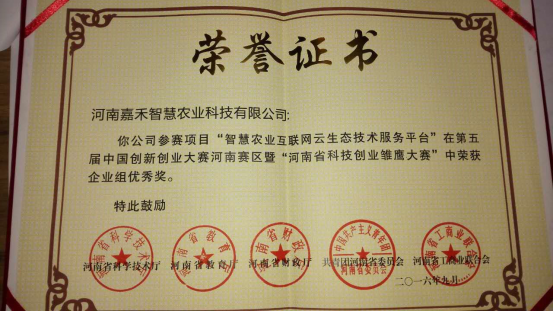 荣誉证书
河南嘉禾智慧农业科技有限公司:
你公司参赛项目“智慧农业互联网云生态技术服务平台”在第五
届中国创新创业大赛河南赛区暨“河南省科技创业雏鹰大赛”中荣获
企业组优秀奖。
特此鼓励
河南省科学技术厅 河南省教育厅 河南省财政厅 共青团河南省委员会 河南省工商业联合会
二〇一六年九月